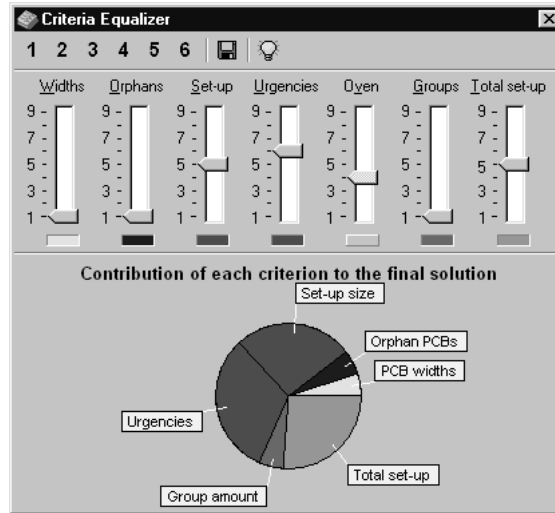 Criteria Equalizer
1 2 3 4 5 6
Widths Orphans Set-up Urgencies Oven Groups Total set-up
9 9 9 9 9 9 9
7 7 7 7 7 7 7
5 5 5 5 5 5 5
3 3 3 3 3 3 3
1 1 1 1 1 1 1
Contribution of each criterion to the final solution
Set-up size
Orphan PCBs
PCB widths
Urgencies
Total set-up
Group amount